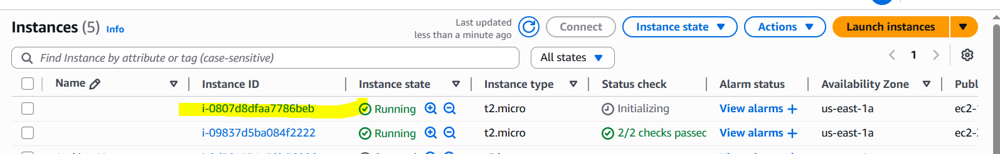 Instances (5) Info
Last updated
less than a minute ago
Connect
Instance state
Actions
Launch instances
Find Instance by attribute or tag (case-sensitive)
All states
1
Name Instance ID Instance state Instance type Status check Alarm status Availability Zone Publ
i-0807d8dfaa7786beb Running t2.micro Initializing View alarms + us-east-1a ec2-
i-09837d5ba084f2222 Running t2.micro 2/2 checks passed View alarms + us-east-1a ec2-